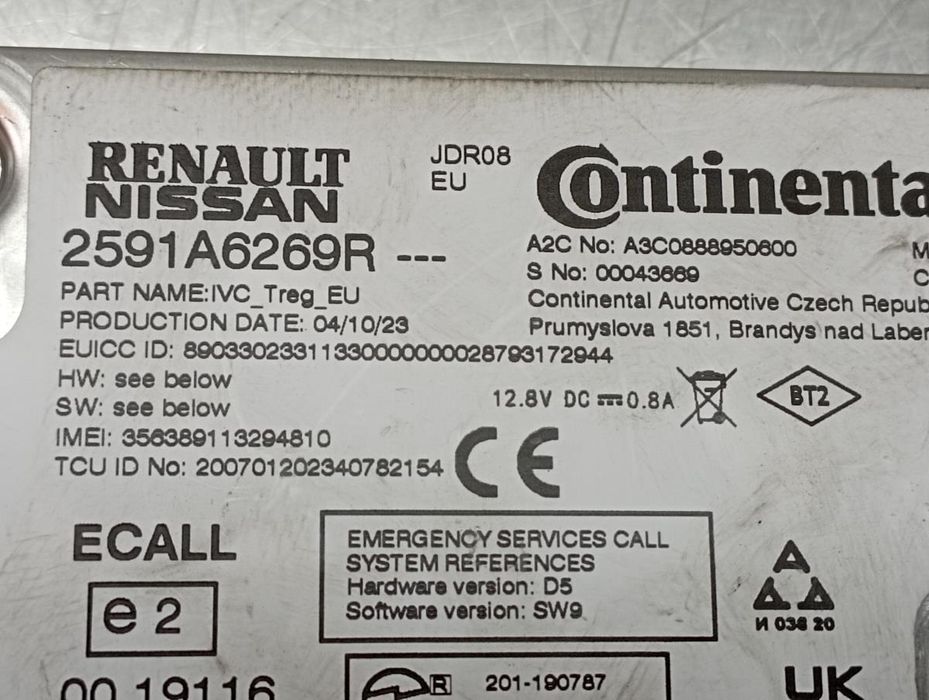 RENAULT
NISSAN
JDR08
EU
Continenta
2591A6269R ---
A2C No: A3C0888950600
M
S No: 00043669
C
PART NAME:IVC_Treg_EU
Continental Automotive Czech Repub
PRODUCTION DATE: 04/10/23
Prumyslova 1851, Brandys nad Laber
EUICC ID: 89033023311330000000028793172944
HW: see below
SW: see below
12.8V DC 0.8A
BT2
IMEI: 356389113294810
TCU ID No: 200701202340782154
CE
ECALL
e2
EMERGENCY SERVICES CALL
SYSTEM REFERENCES
Hardware version: D5
Software version: SW9
И 036 20
00 19116
R 201-190787
UK